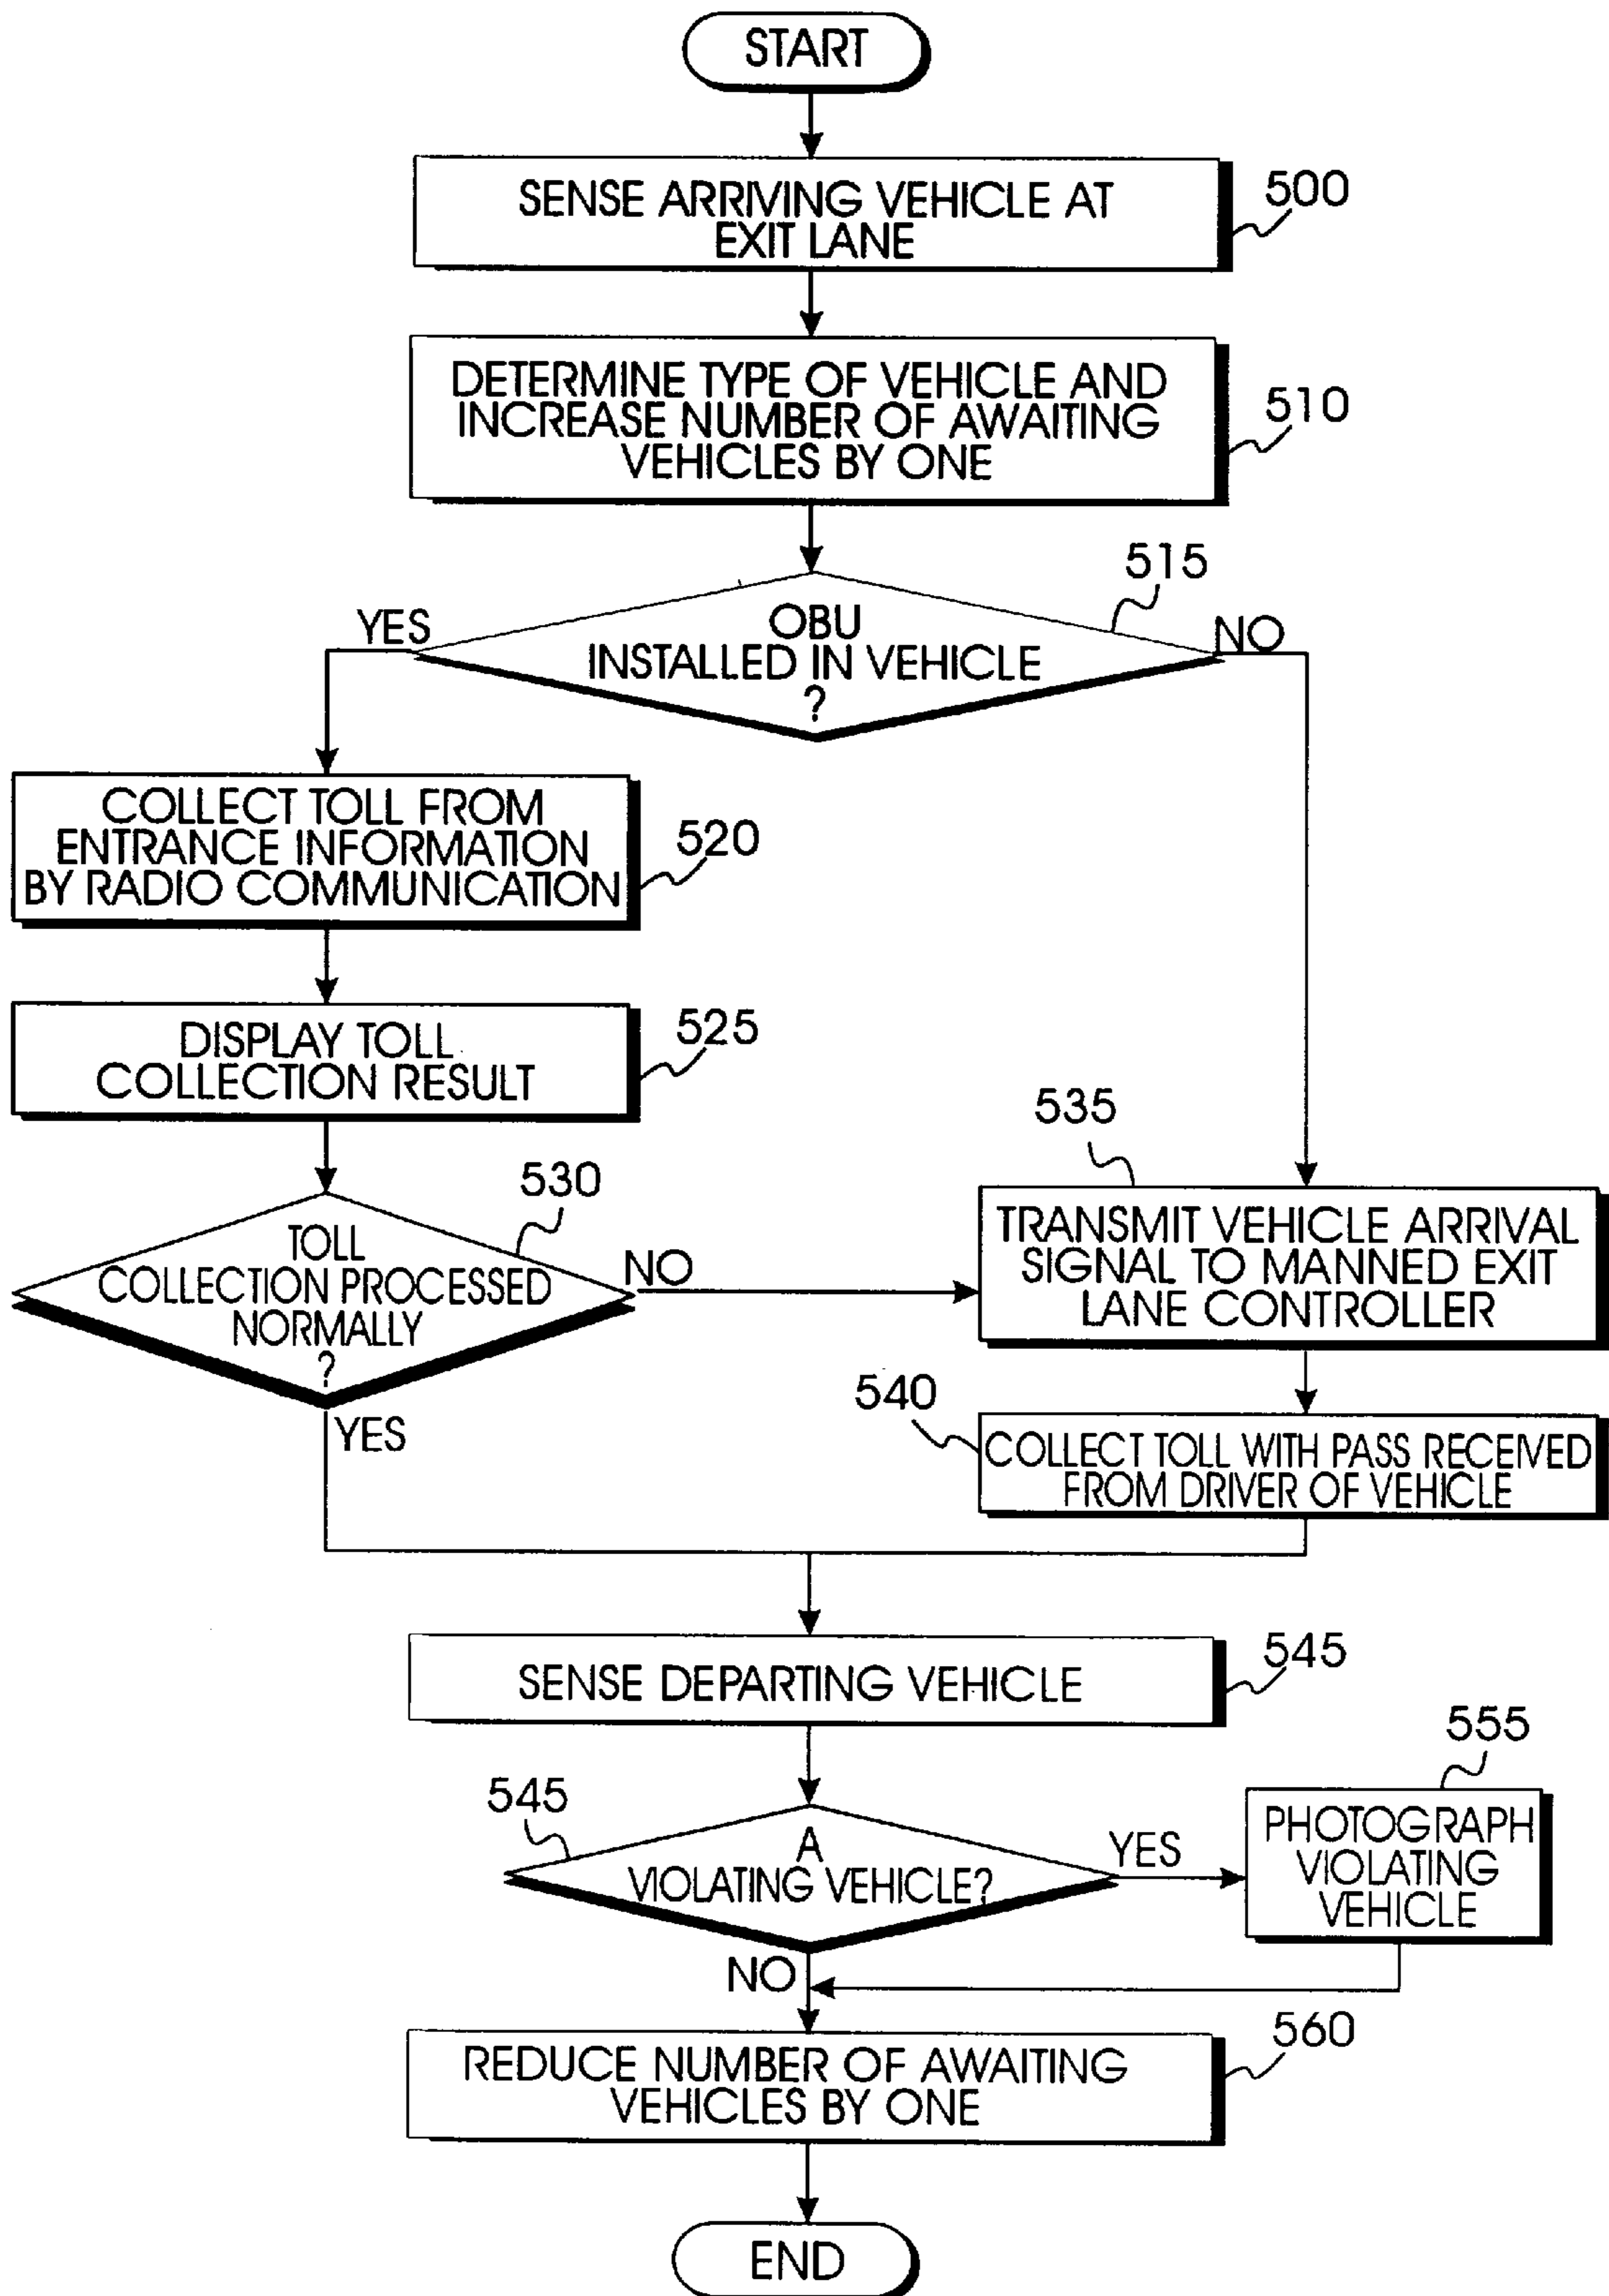 START
SENSE ARRIVING VEHICLE AT
EXIT LANE
500
DETERMINE TYPE OF VEHICLE AND
INCREASE NUMBER OF AWAITING
VEHICLES BY ONE
510
515
YES
OBU
INSTALLED IN VEHICLE
?
NO
COLLECT TOLL FROM
ENTRANCE INFORMATION
BY RADIO COMMUNICATION
520
DISPLAY TOLL
COLLECTION RESULT
525
530
TOLL
COLLECTION PROCESSED
NORMALLY
?
NO
YES
535
TRANSMIT VEHICLE ARRIVAL
SIGNAL TO MANNED EXIT
LANE CONTROLLER
540
COLLECT TOLL WITH PASS RECEIVED
FROM DRIVER OF VEHICLE
SENSE DEPARTING VEHICLE
545
545
A
VIOLATING VEHICLE?
YES
NO
555
PHOTOGRAPH
VIOLATING
VEHICLE
REDUCE NUMBER OF AWAITING
VEHICLES BY ONE
560
END